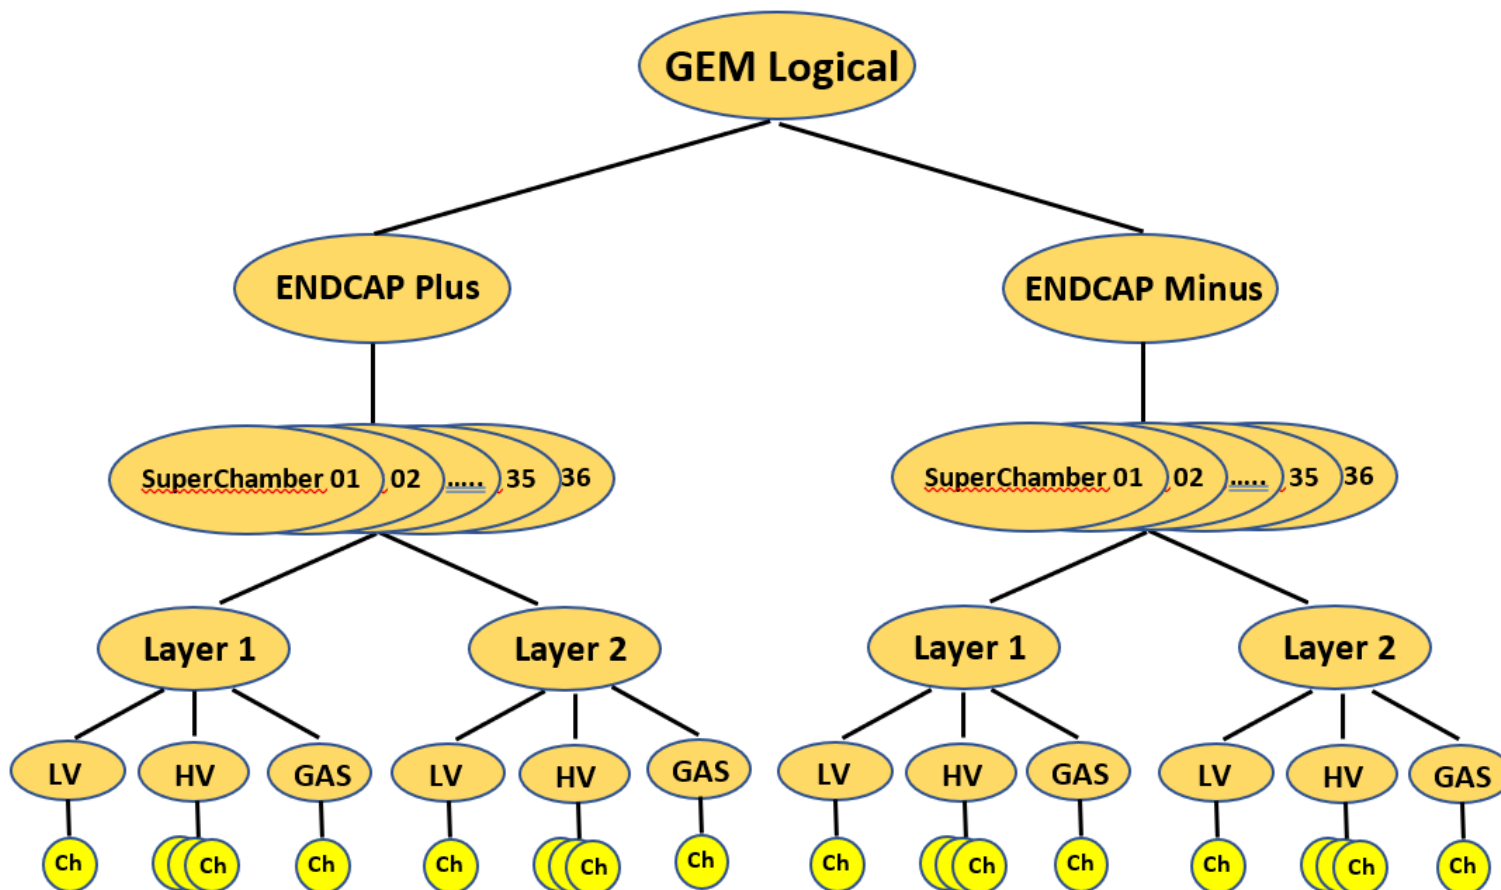 GEM Logical
ENDCAP Plus
ENDCAP Minus
SuperChamber 01 02 ..... 35 36
SuperChamber 01 02 ..... 35 36
Layer 1
Layer 2
Layer 1
Layer 2
LV
HV
GAS
LV
HV
GAS
LV
HV
GAS
LV
HV
GAS
Ch
Ch
Ch
Ch
Ch
Ch
Ch
Ch
Ch
Ch
Ch
Ch